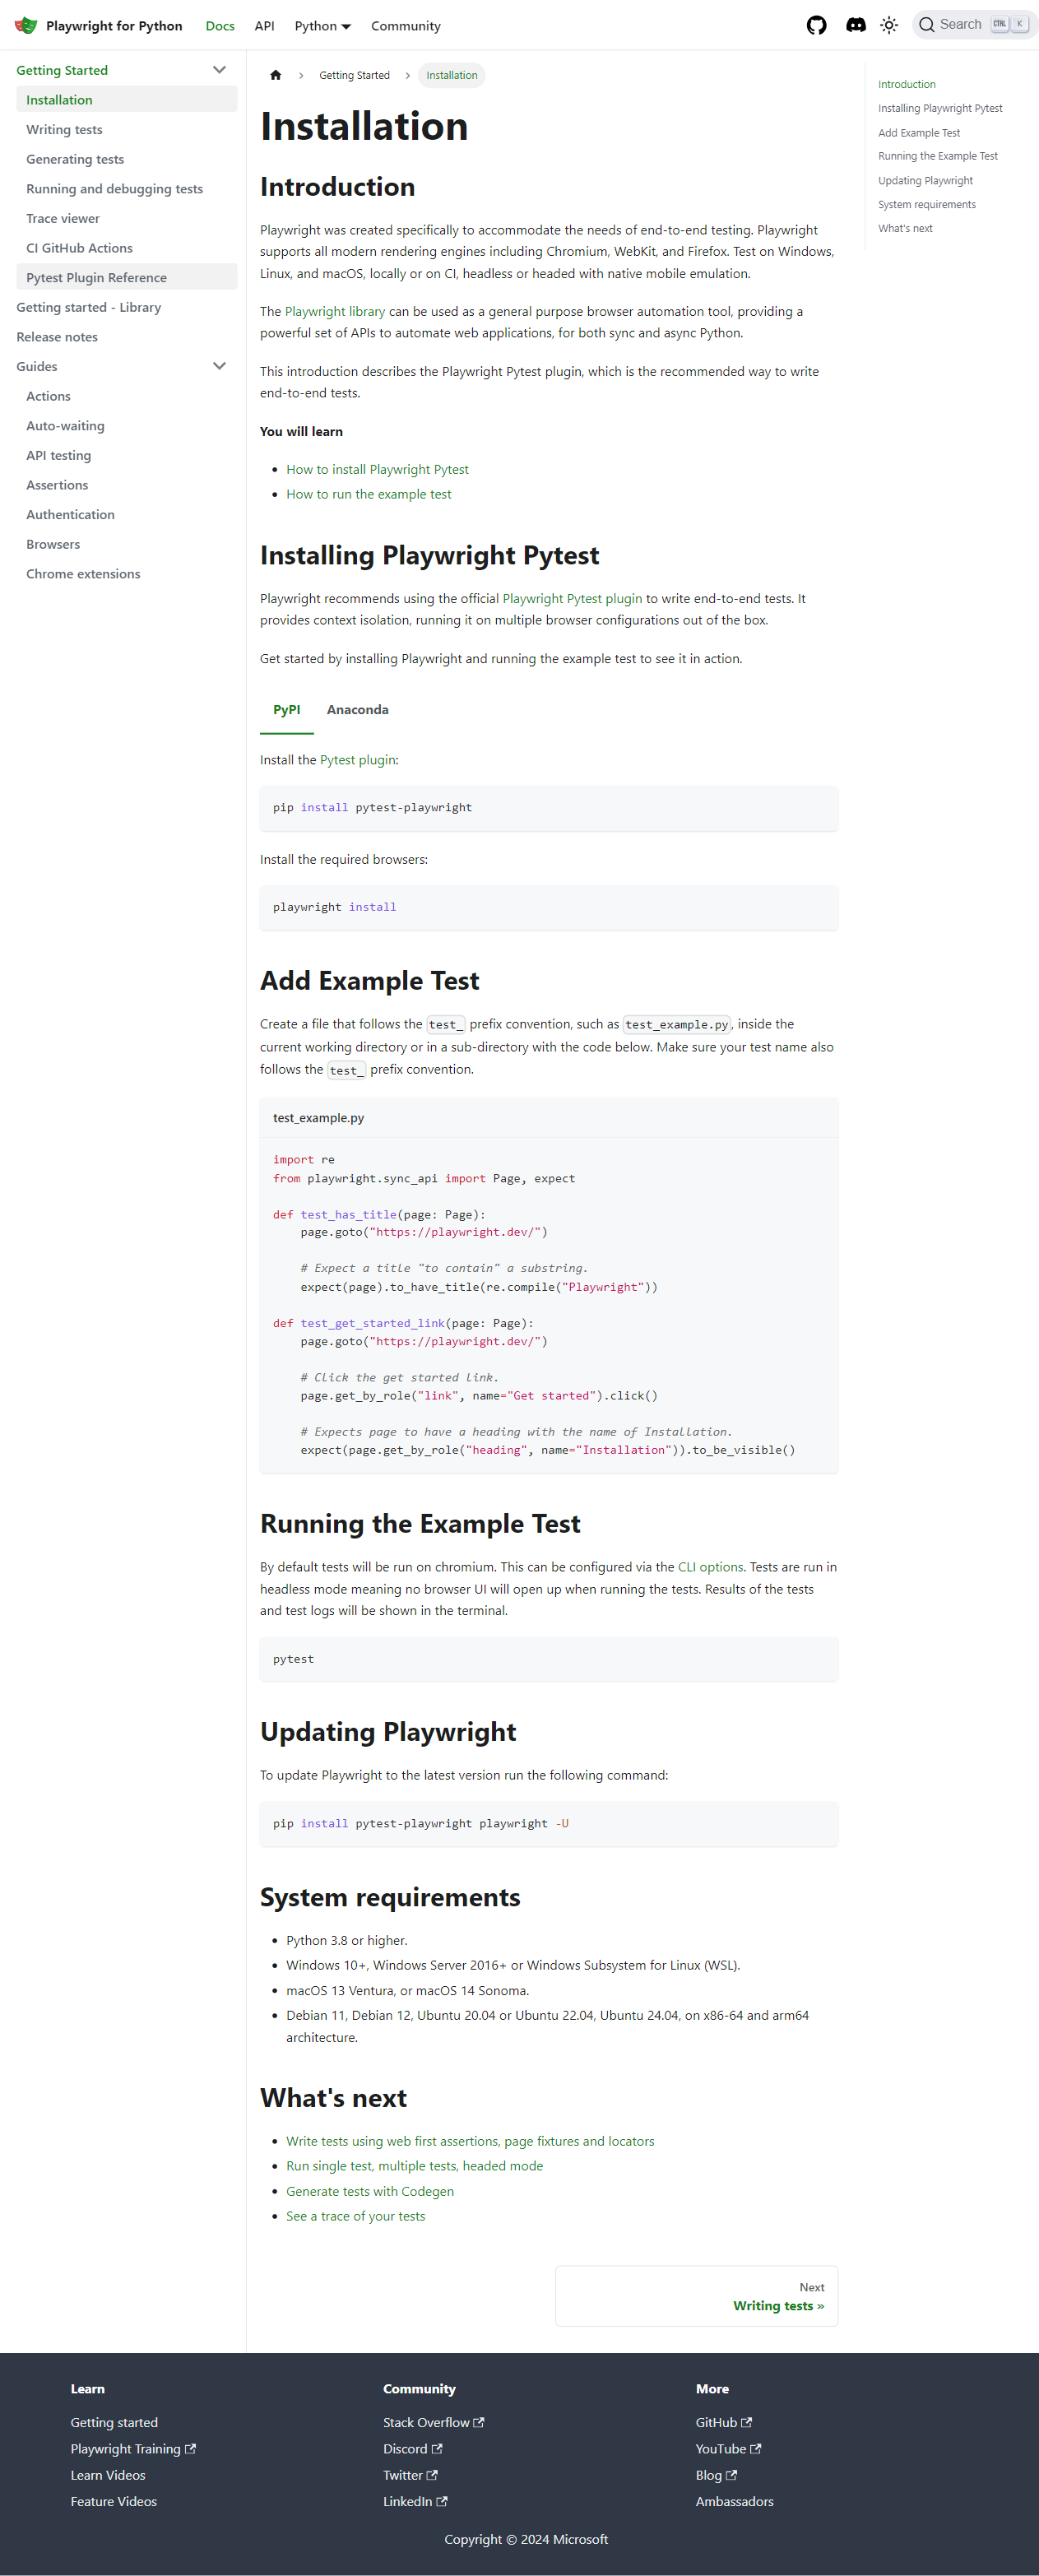 Playwright for Python
Docs
API
Python
Community
Search
CTRL
K
Getting Started
Installation
Writing tests
Generating tests
Running and debugging tests
Trace viewer
CI GitHub Actions
Pytest Plugin Reference
Getting started - Library
Release notes
Guides
Actions
Auto-waiting
API testing
Assertions
Authentication
Browsers
Chrome extensions
Getting Started
Installation
Installation
Introduction
Playwright was created specifically to accommodate the needs of end-to-end testing. Playwright
supports all modern rendering engines including Chromium, WebKit, and Firefox. Test on Windows,
Linux, and macOS, locally or on CI, headless or headed with native mobile emulation.
The Playwright library can be used as a general purpose browser automation tool, providing a
powerful set of APIs to automate web applications, for both sync and async Python.
This introduction describes the Playwright Pytest plugin, which is the recommended way to write
end-to-end tests.
You will learn
• How to install Playwright Pytest
• How to run the example test
Installing Playwright Pytest
Playwright recommends using the official Playwright Pytest plugin to write end-to-end tests. It
provides context isolation, running it on multiple browser configurations out of the box.
Get started by installing Playwright and running the example test to see it in action.
PyPI
Anaconda
Install the Pytest plugin:
pip install pytest-playwright
Install the required browsers:
playwright install
Add Example Test
Create a file that follows the test_ prefix convention, such as test_example.py, inside the
current working directory or in a sub-directory with the code below. Make sure your test name also
follows the test_ prefix convention.
test_example.py
import re
from playwright.sync_api import Page, expect
def test_has_title(page: Page):
    page.goto("https://playwright.dev/")
    # Expect a title "to contain" a substring.
    expect(page).to_have_title(re.compile("Playwright"))
def test_get_started_link(page: Page):
    page.goto("https://playwright.dev/")
    # Click the get started link.
    page.get_by_role("link", name="Get started").click()
    # Expects page to have a heading with the name of Installation.
    expect(page.get_by_role("heading", name="Installation")).to_be_visible()
Running the Example Test
By default tests will be run on chromium. This can be configured via the CLI options. Tests are run in
headless mode meaning no browser UI will open up when running the tests. Results of the tests
and test logs will be shown in the terminal.
pytest
Updating Playwright
To update Playwright to the latest version run the following command:
pip install pytest-playwright playwright -U
System requirements
• Python 3.8 or higher.
• Windows 10+, Windows Server 2016+ or Windows Subsystem for Linux (WSL).
• macOS 13 Ventura, or macOS 14 Sonoma.
• Debian 11, Debian 12, Ubuntu 20.04 or Ubuntu 22.04, Ubuntu 24.04, on x86-64 and arm64
architecture.
What's next
• Write tests using web first assertions, page fixtures and locators
• Run single test, multiple tests, headed mode
• Generate tests with Codegen
• See a trace of your tests
Next
Writing tests »
Introduction
Installing Playwright Pytest
Add Example Test
Running the Example Test
Updating Playwright
System requirements
What's next
Learn
Getting started
Playwright Training
Learn Videos
Feature Videos
Community
Stack Overflow
Discord
Twitter
LinkedIn
More
GitHub
YouTube
Blog
Ambassadors
Copyright © 2024 Microsoft